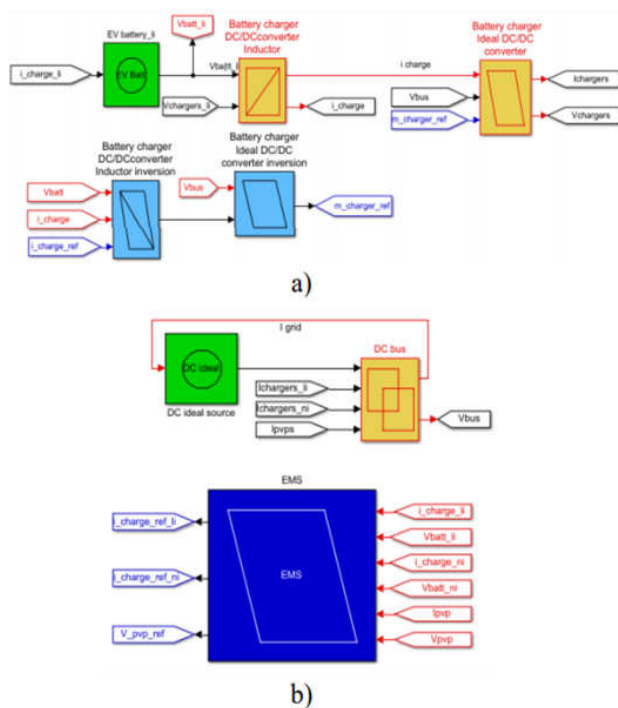 EV battery_li
Vbatt_li
Battery charger
DC/DCconverter
Inductor
Battery charger
Ideal DC/DC
converter
i_charge_li
EV Batt
Vbatt_li
i charge
Ichargers
Vchargers_li
i_charge
Vbus
m_charger_ref
Vchargers
Battery charger
DC/DCconverter
Inductor inversion
Battery charger
Ideal DC/DC
converter inversion
Vbatt
i_charge
i_charge_ref
Vbus
m_charger_ref
a)
I grid
DC ideal
DC ideal source
DC bus
Ichargers_li
Ichargers_ni
Ipvps
Vbus
EMS
i_charge_ref_li
i_charge_ref_ni
V_pvp_ref
EMS
i_charge_li
Vbatt_li
i_charge_ni
Vbatt_ni
Ipvp
Vpvp
b)